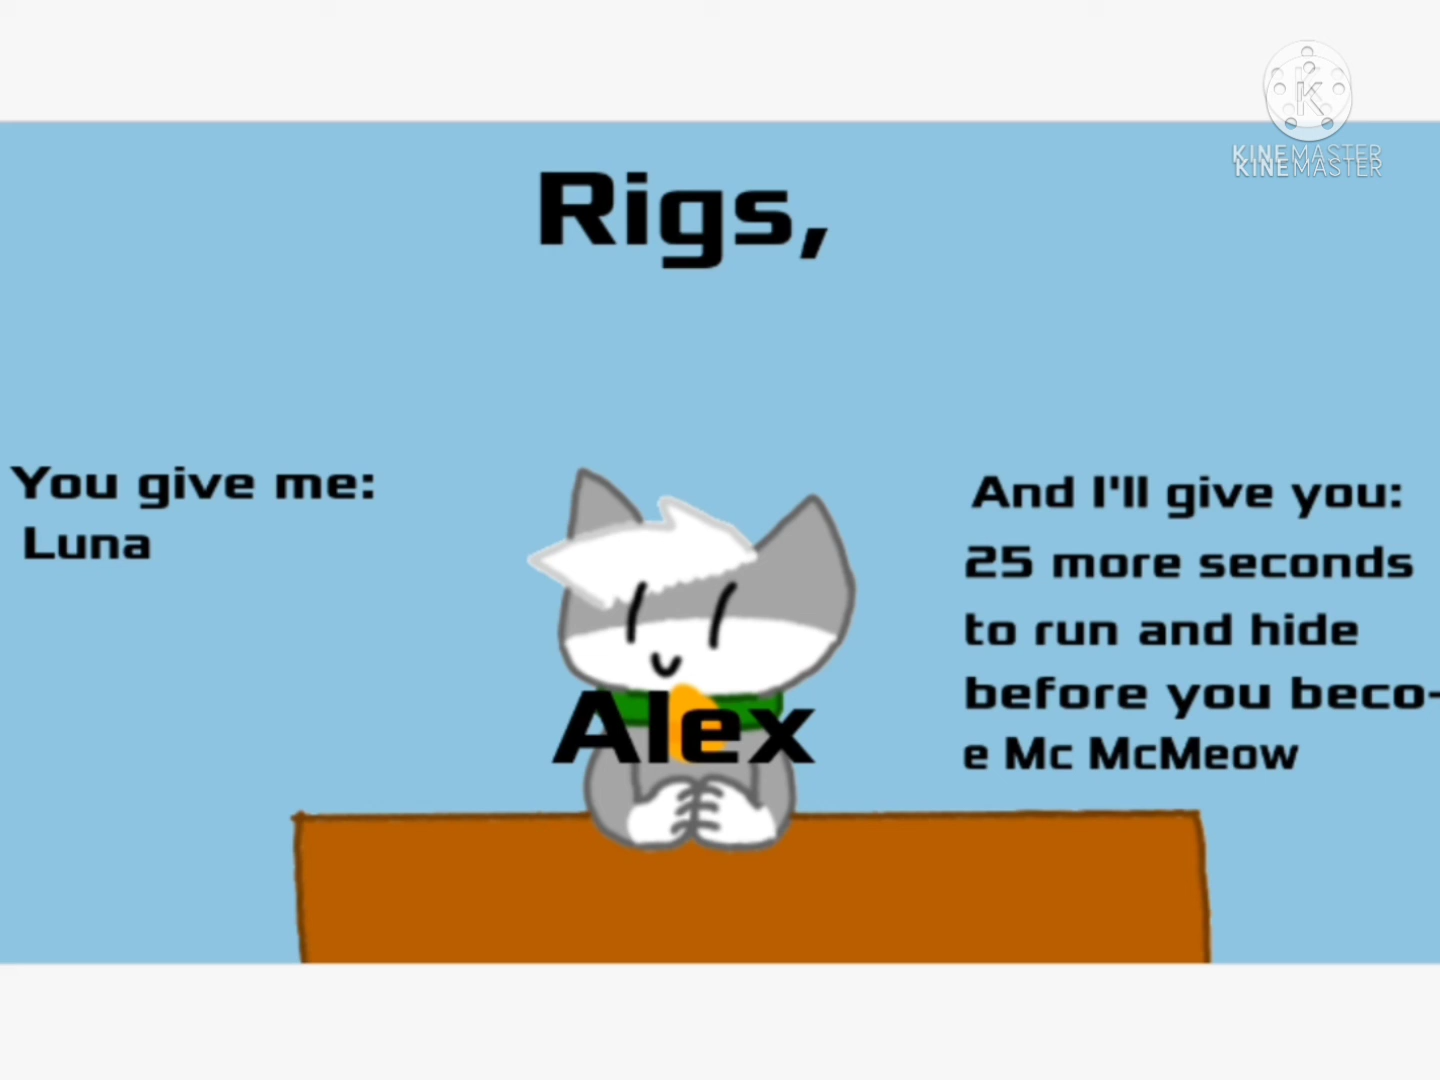 KINEMASTER
KINEMASTER
Rigs,
You give me:
Luna
And I'll give you:
25 more seconds
to run and hide
before you beco-
e Mc McMeow
Alex